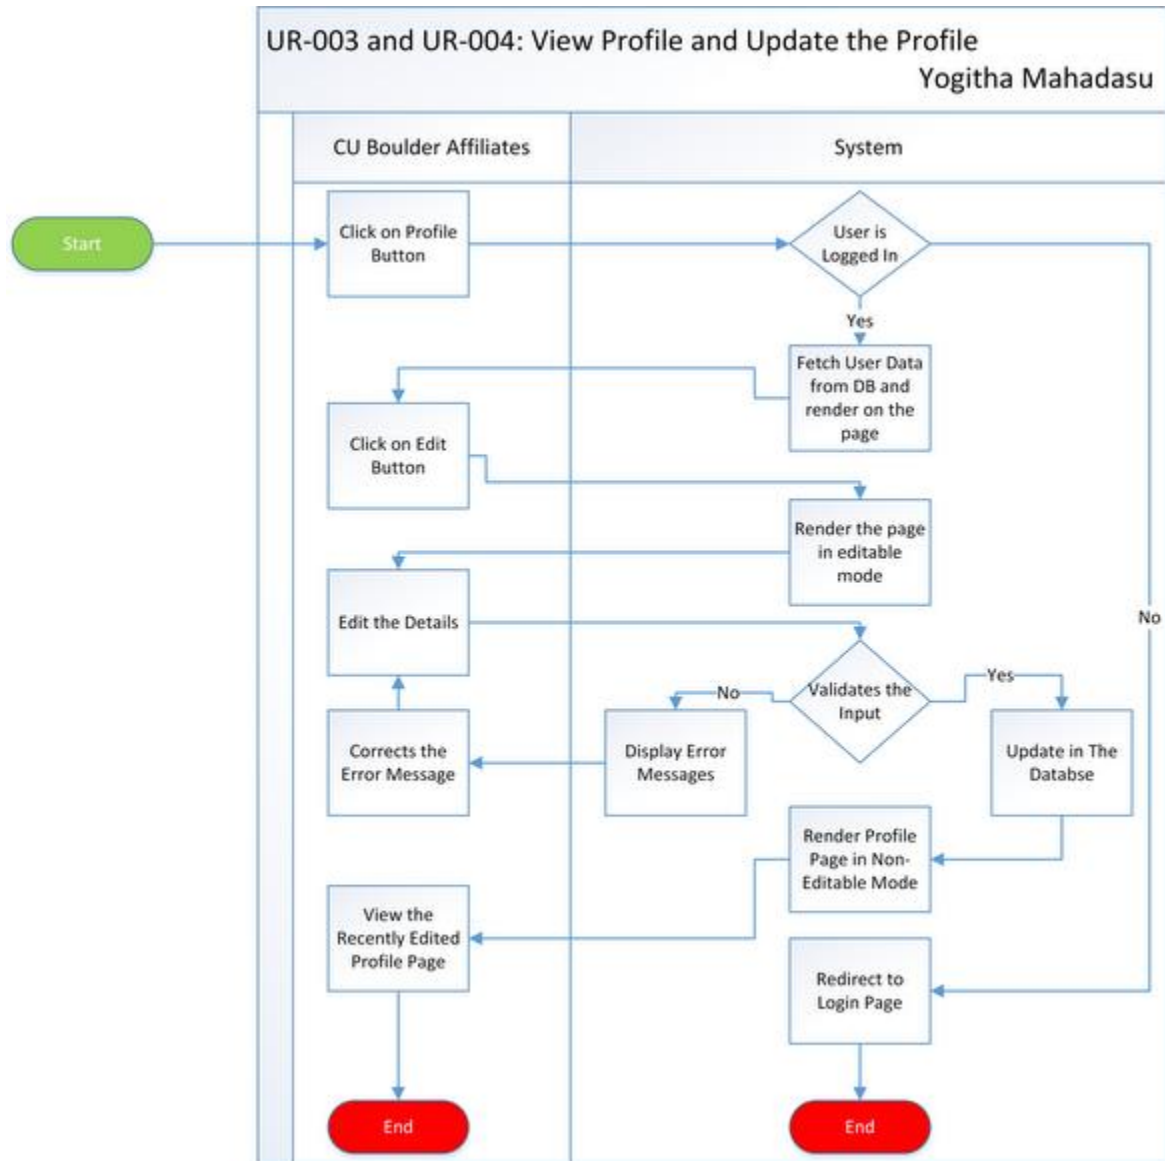 UR-003 and UR-004: View Profile and Update the Profile
Yogitha Mahadasu
CU Boulder Affiliates
System
Start
Click on Profile
Button
User is
Logged In
Yes
Fetch User Data
from DB and
render on the
page
Click on Edit
Button
Render the page
in editable
mode
Edit the Details
No
Validates the
Input
No
Yes
Corrects the
Error Message
Display Error
Messages
Update in The
Databse
Render Profile
Page in Non-
Editable Mode
View the
Recently Edited
Profile Page
Redirect to
Login Page
End
End